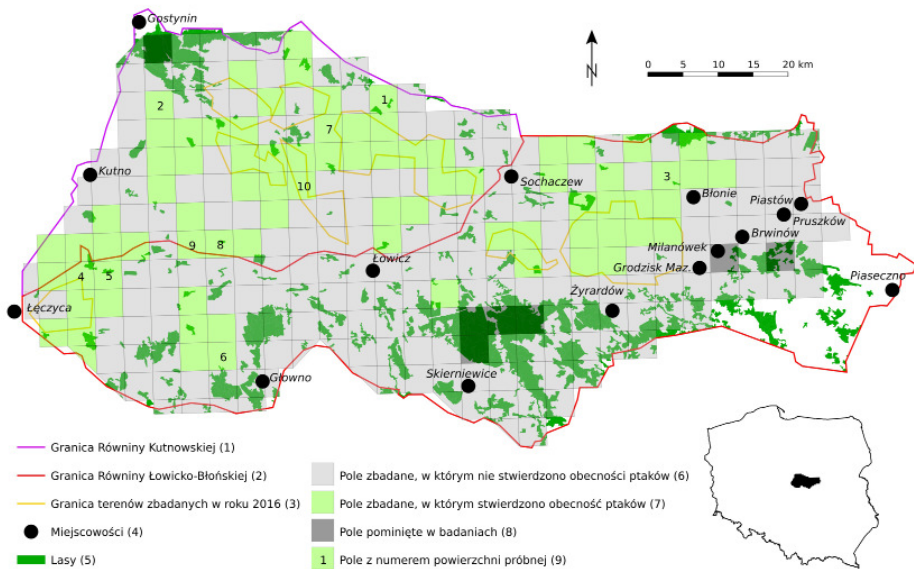 Gostynin
N
0 5 10 15 20 km
1
2
7
Kutno
10
Sochaczew
3
Błonie
Piastów
Pruszków
Brwinów
Milanówek
Grodzisk Maz.
Piaseczno
9 8
Łowicz
4 5
Łęczyca
Żyrardów
6
Głowno
Skierniewice
Granica Równiny Kutnowskiej (1)
Granica Równiny Łowicko-Błońskiej (2)
Granica terenów zbadanych w roku 2016 (3)
Miejscowości (4)
Lasy (5)
Pole zbadane, w którym nie stwierdzono obecności ptaków (6)
Pole zbadane, w którym stwierdzono obecność ptaków (7)
Pole pominięte w badaniach (8)
1 Pole z numerem powierzchni próbnej (9)